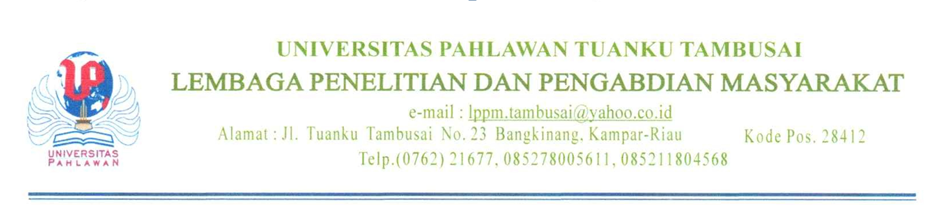 UNIVERSITAS PAHLAWAN TUANKU TAMBUSAI
LEMBAGA PENELITIAN DAN PENGABDIAN MASYARAKAT
e-mail : lppm.tambusai@yahoo.co.id
Alamat : Jl. Tuanku Tambusai No. 23 Bangkinang, Kampar-Riau Kode Pos. 28412
Telp.(0762) 21677, 085278005611, 085211804568
UP
UNIVERSITAS
PAHLAWAN